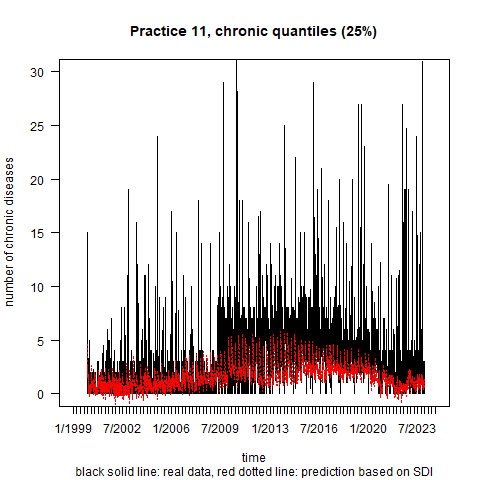 Practice 11, chronic quantiles (25%)
number of chronic diseases
30
25
20
15
10
5
0
1/1999 7/2002 1/2006 7/2009 1/2013 7/2016 1/2020 7/2023
time
black solid line: real data, red dotted line: prediction based on SDI